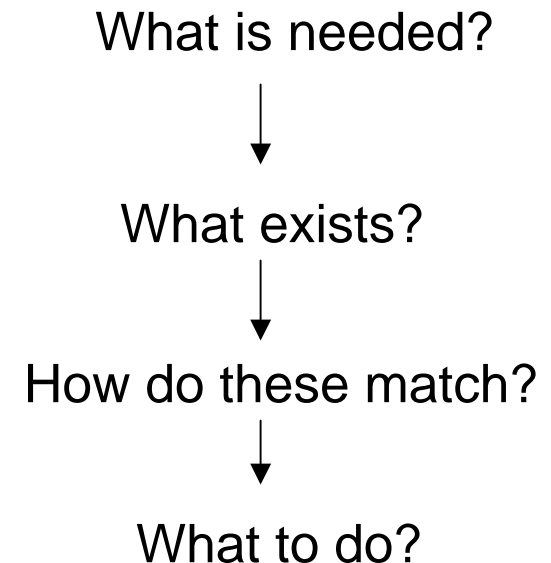 What is needed?
What exists?
How do these match?
What to do?